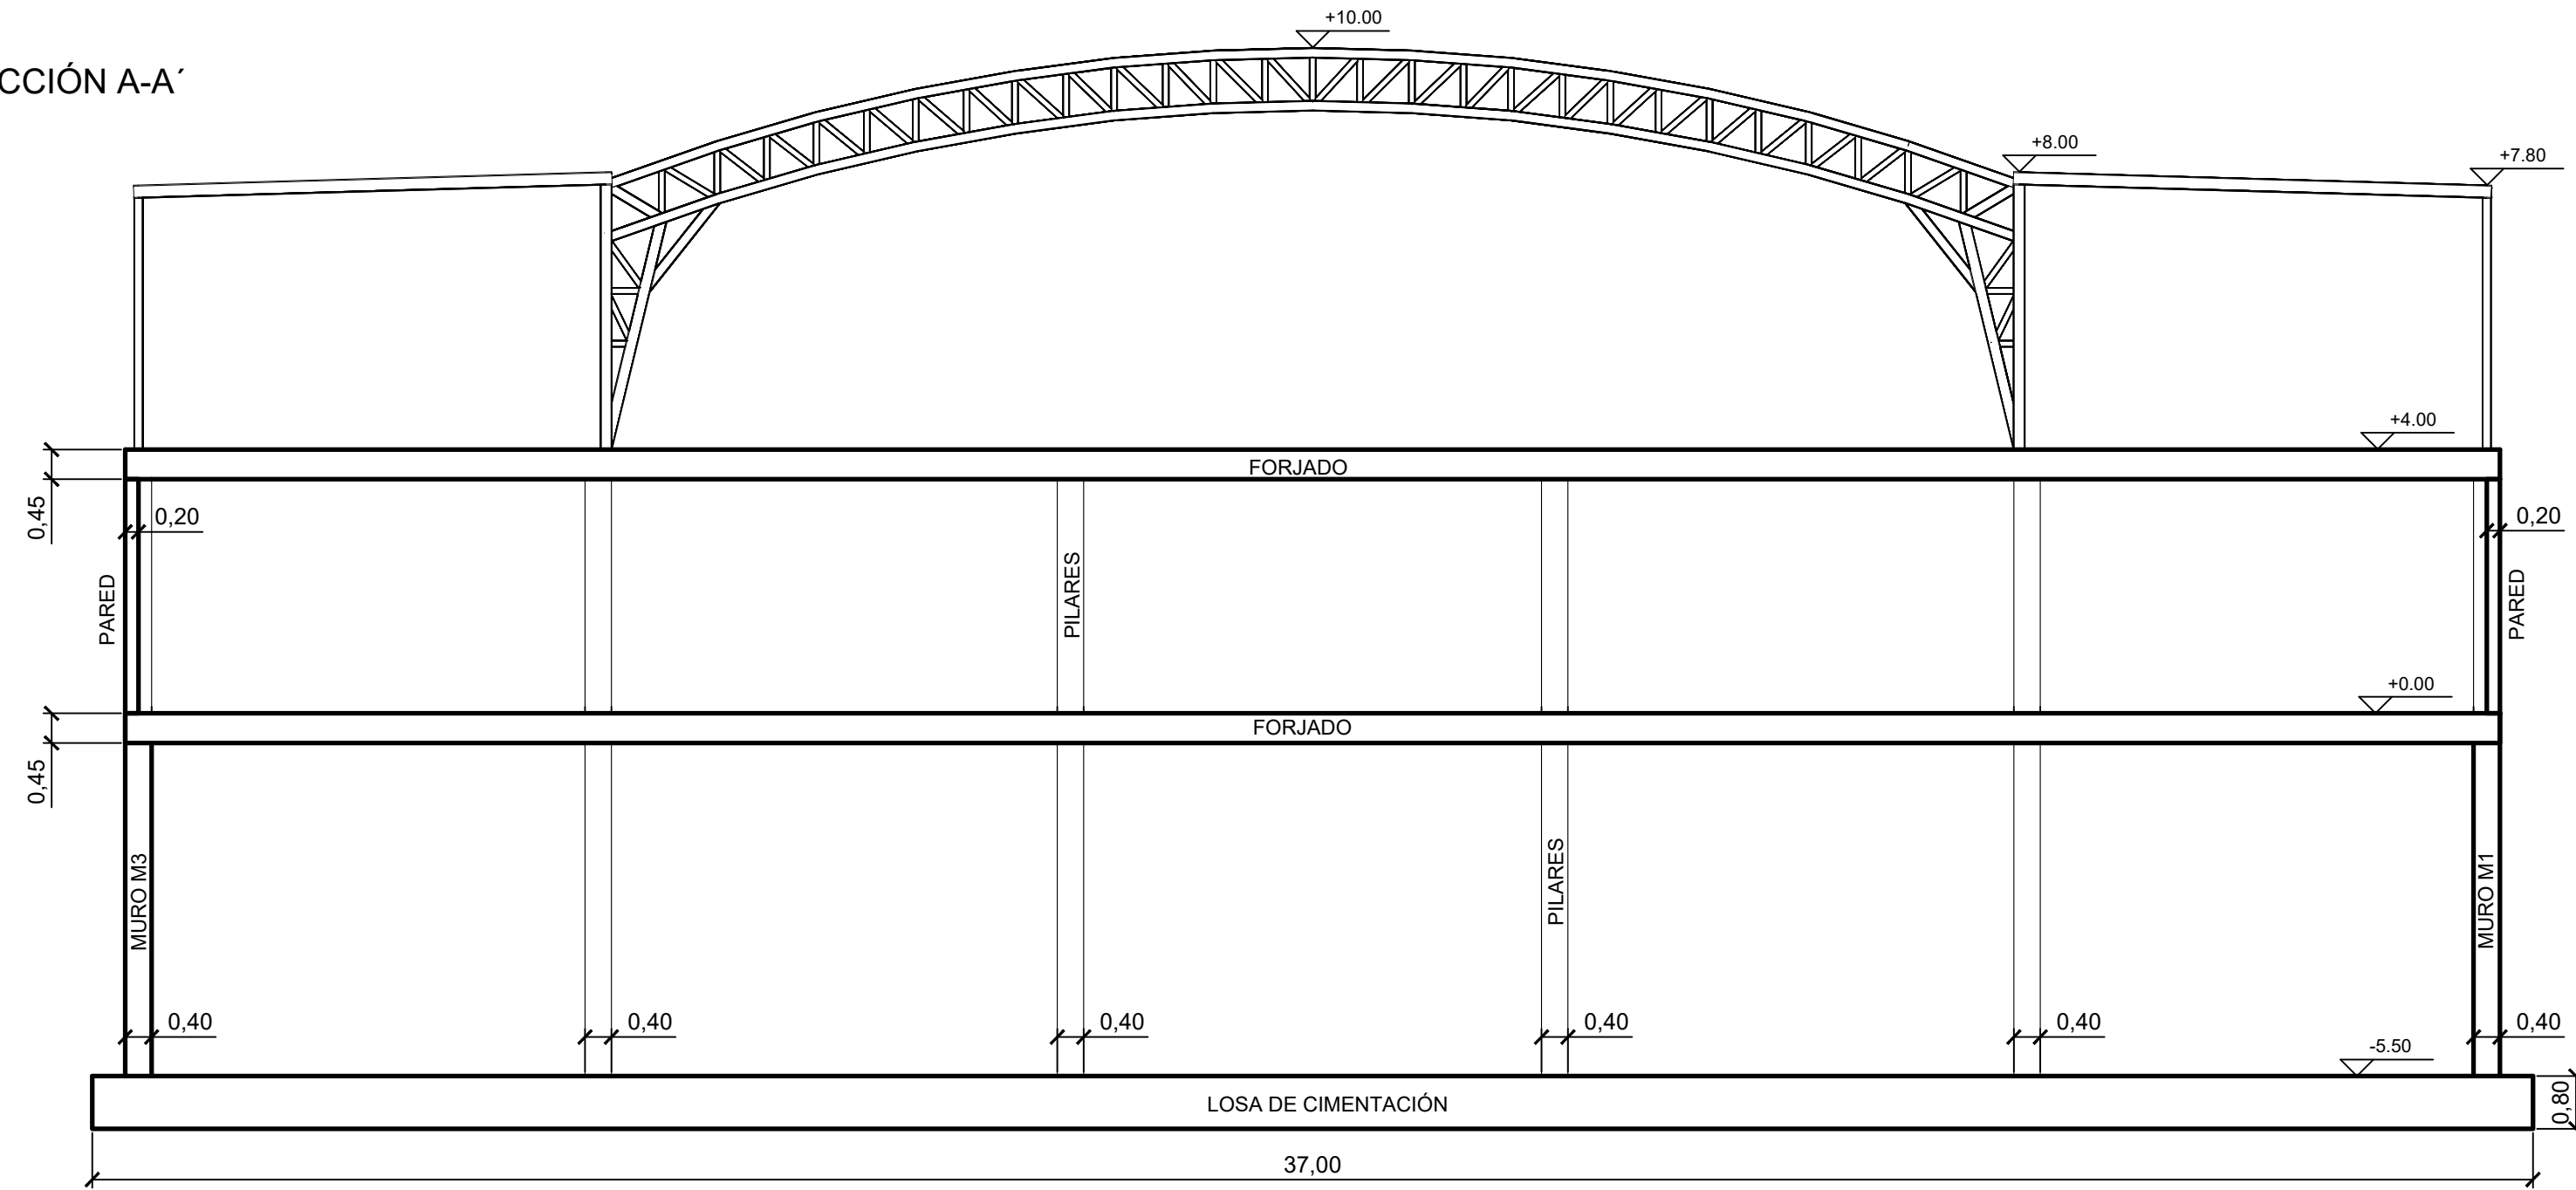 +10.00
CCIÓN A-A´
+8.00
+7.80
+4.00
FORJADO
0,45
0,20
0,20
PARED
PILARES
PARED
+0.00
FORJADO
0,45
MURO M3
PILARES
MURO M1
0,40
0,40
0,40
0,40
0,40
0,40
-5.50
LOSA DE CIMENTACIÓN
0,80
37,00